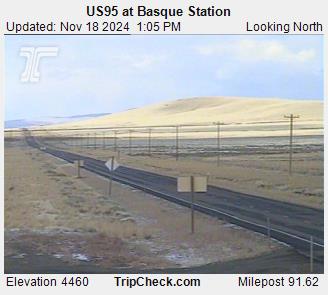 US95 at Basque Station
Updated: Nov 18 2024 1:05 PM Looking North
Elevation 4460 TripCheck.com Milepost 91.62